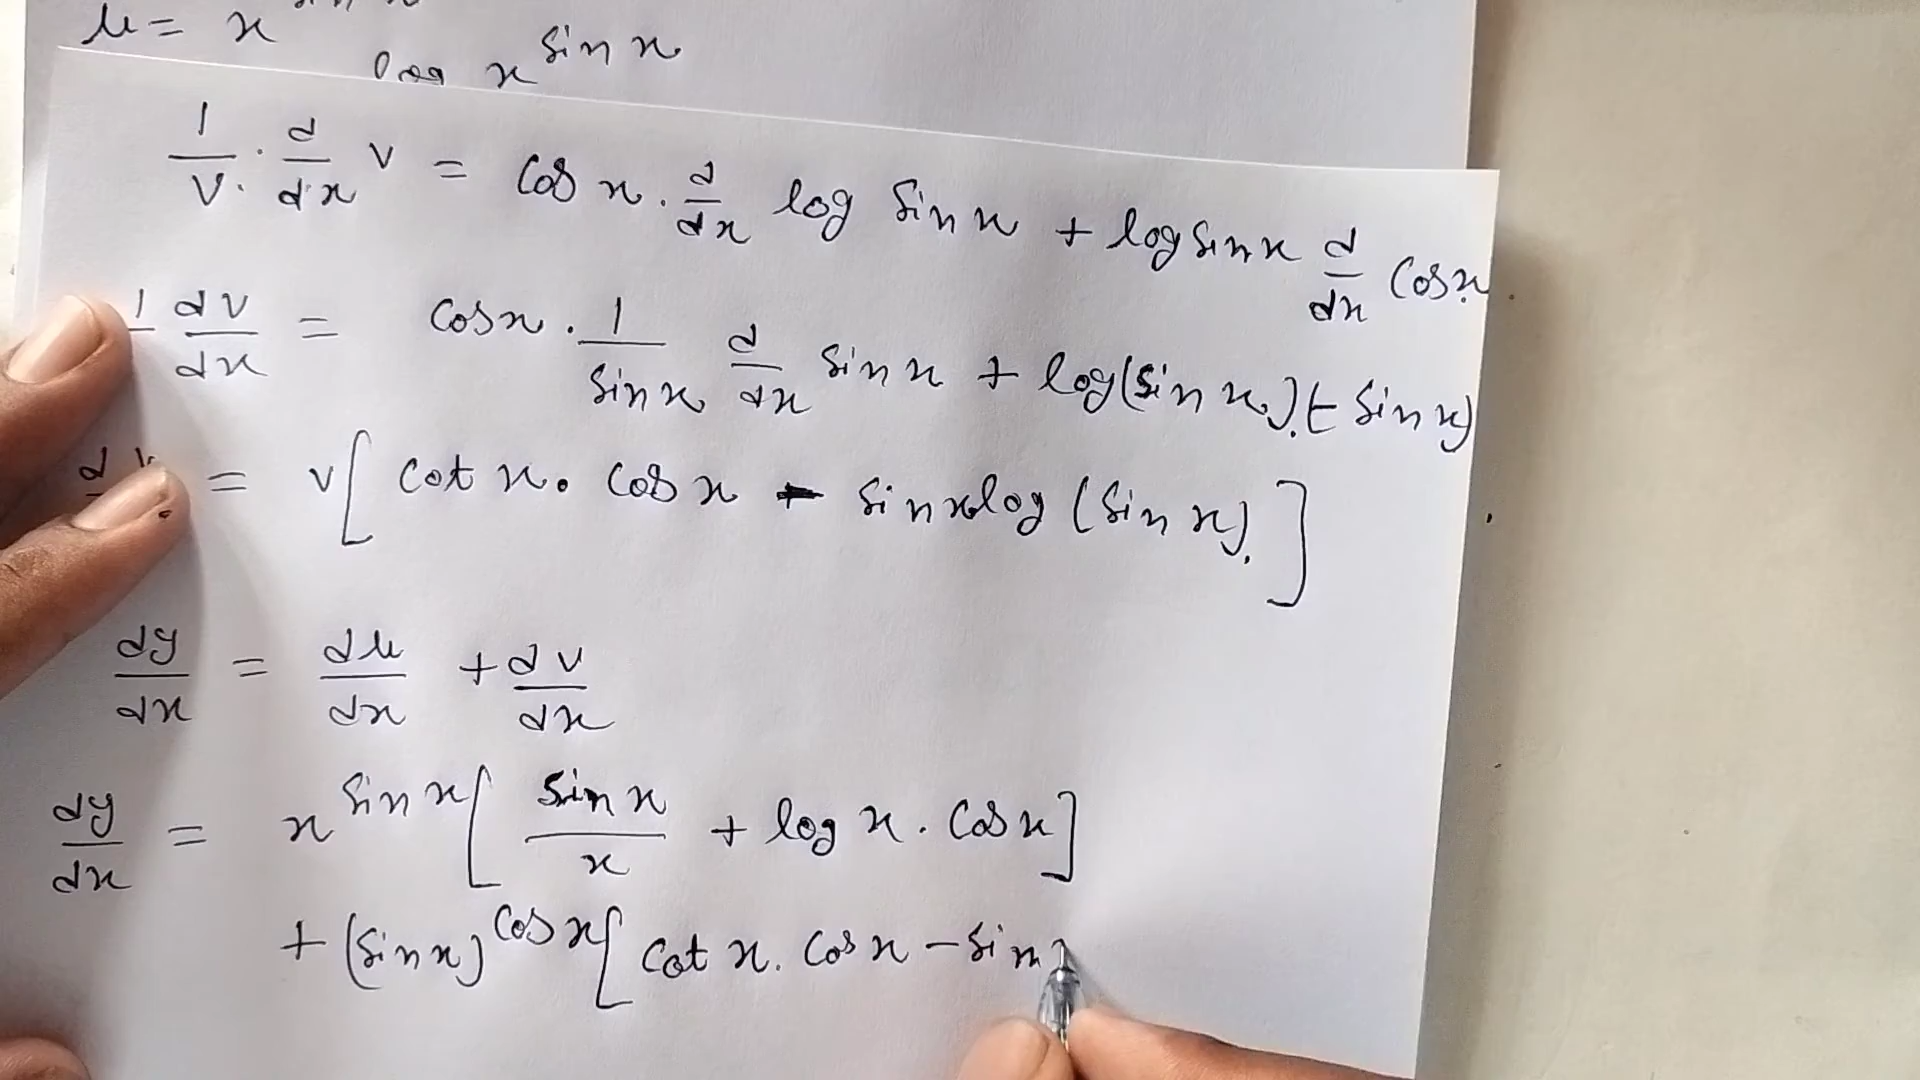 u = x
log x^sin x
1/v . d/dx v = cos x . d/dx log sin x + log sin x d/dx cos x
1 dv/dx = cos x . 1/sin x d/dx sin x + log(sin x).(- sin x)
= v[cot x . cos x - sin x log (sin x).]
dy/dx = du/dx + dv/dx
dy/dx = x^sin x [sin x/x + log x . cos x]
+ (sin x)^cos x [cot x . cos x - sin x